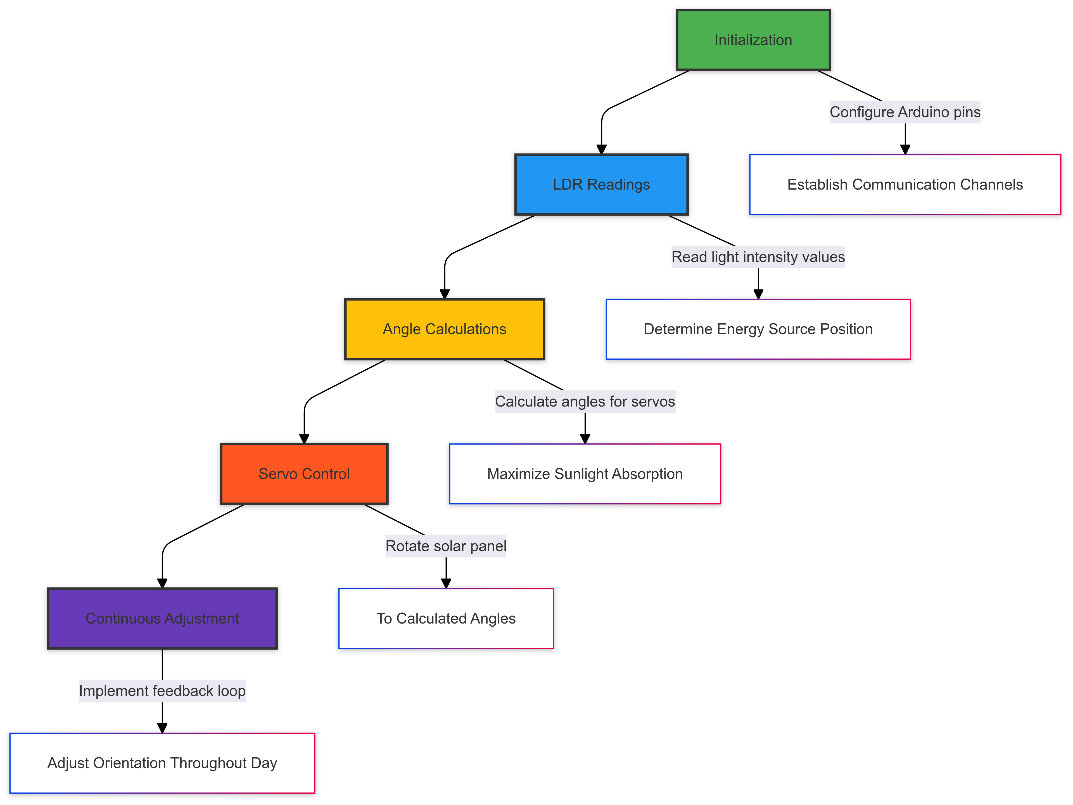 Initialization
Configure Arduino pins
LDR Readings
Establish Communication Channels
Read light intensity values
Angle Calculations
Determine Energy Source Position
Calculate angles for servos
Servo Control
Maximize Sunlight Absorption
Rotate solar panel
Continuous Adjustment
To Calculated Angles
Implement feedback loop
Adjust Orientation Throughout Day